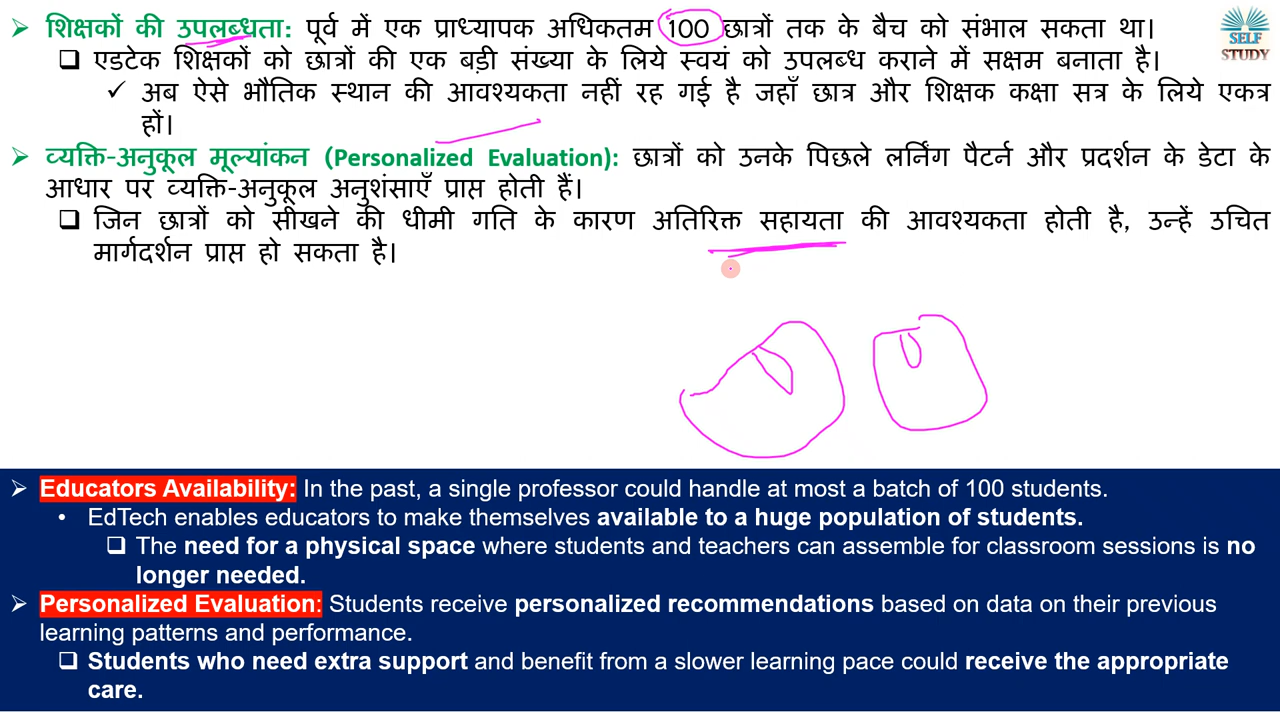 ➢ शिक्षकों की उपलब्धता: पूर्व में एक प्राध्यापक अधिकतम 100 छात्रों तक के बैच को संभाल सकता था।
❑ एडटेक शिक्षकों को छात्रों की एक बड़ी संख्या के लिये स्वयं को उपलब्ध कराने में सक्षम बनाता है।
✓ अब ऐसे भौतिक स्थान की आवश्यकता नहीं रह गई है जहाँ छात्र और शिक्षक कक्षा सत्र के लिये एकत्र
हों।
➢ व्यक्ति-अनुकूल मूल्यांकन (Personalized Evaluation): छात्रों को उनके पिछले लर्निंग पैटर्न और प्रदर्शन के डेटा के
आधार पर व्यक्ति-अनुकूल अनुशंसाएँ प्राप्त होती हैं।
❑ जिन छात्रों को सीखने की धीमी गति के कारण अतिरिक्त सहायता की आवश्यकता होती है, उन्हें उचित
मार्गदर्शन प्राप्त हो सकता है।
SELF
STUDY
➢ Educators Availability: In the past, a single professor could handle at most a batch of 100 students.
• EdTech enables educators to make themselves available to a huge population of students.
❑ The need for a physical space where students and teachers can assemble for classroom sessions is no
longer needed.
➢ Personalized Evaluation: Students receive personalized recommendations based on data on their previous
learning patterns and performance.
❑ Students who need extra support and benefit from a slower learning pace could receive the appropriate
care.